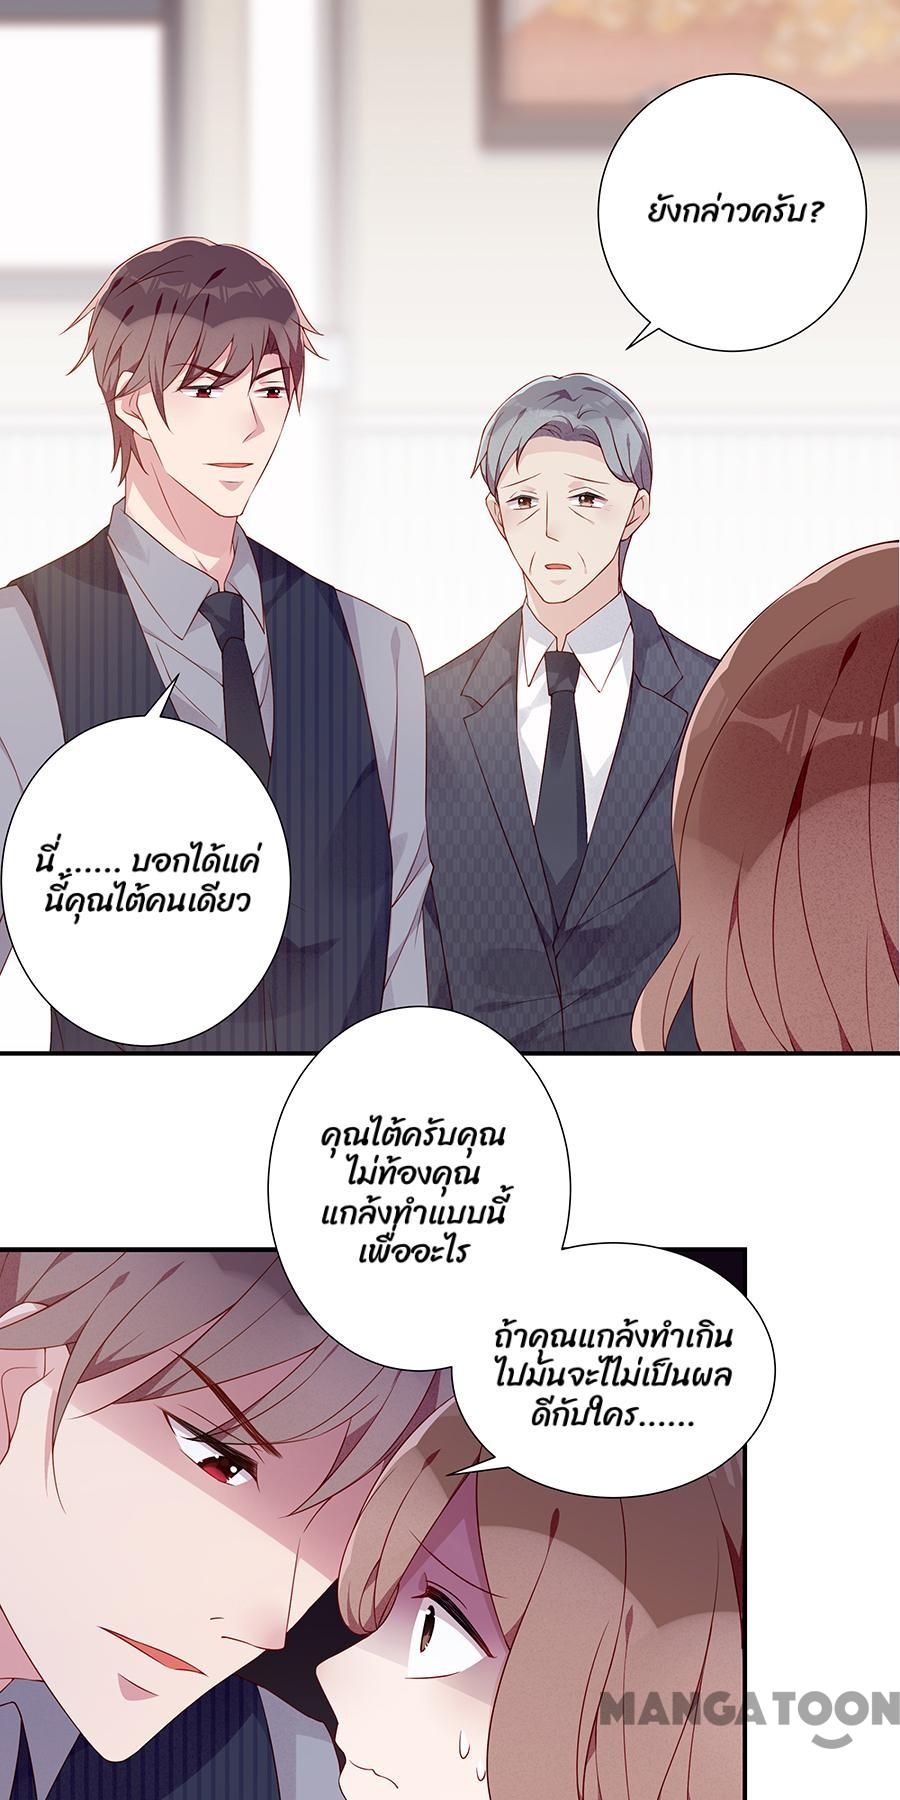 ยังกล่าวครับ?
นี่ ...... บอกได้แค่
นี้คุณไต้คนเดียว
คุณไต้ครับคุณ
ไม่ท้องคุณ
แกล้งทำแบบนี้
เพื่ออะไร
ถ้าคุณแกล้งทำเกิน
ไปมันจะไไม่เป็นผล
ดีกับใคร......
MANGATOON